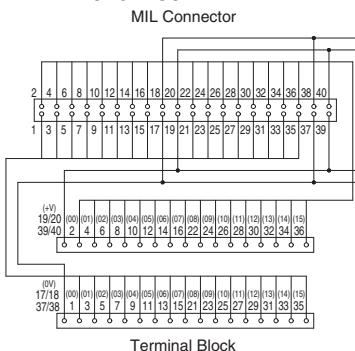 MIL Connector
2 4 6 8 10 12 14 16 18 20 22 24 26 28 30 32 34 36 38 40
1 3 5 7 9 11 13 15 17 19 21 23 25 27 29 31 33 35 37 39
(+V)
19/20 (00) (01) (02) (03) (04) (05) (06) (07) (08) (09) (10) (11) (12) (13) (14) (15)
39/40 2 4 6 8 10 12 14 16 22 24 26 28 30 32 34 36
(0V)
17/18 (00) (01) (02) (03) (04) (05) (06) (07) (08) (09) (10) (11) (12) (13) (14) (15)
37/38 1 3 5 7 9 11 13 15 21 23 25 27 29 31 33 35
Terminal Block